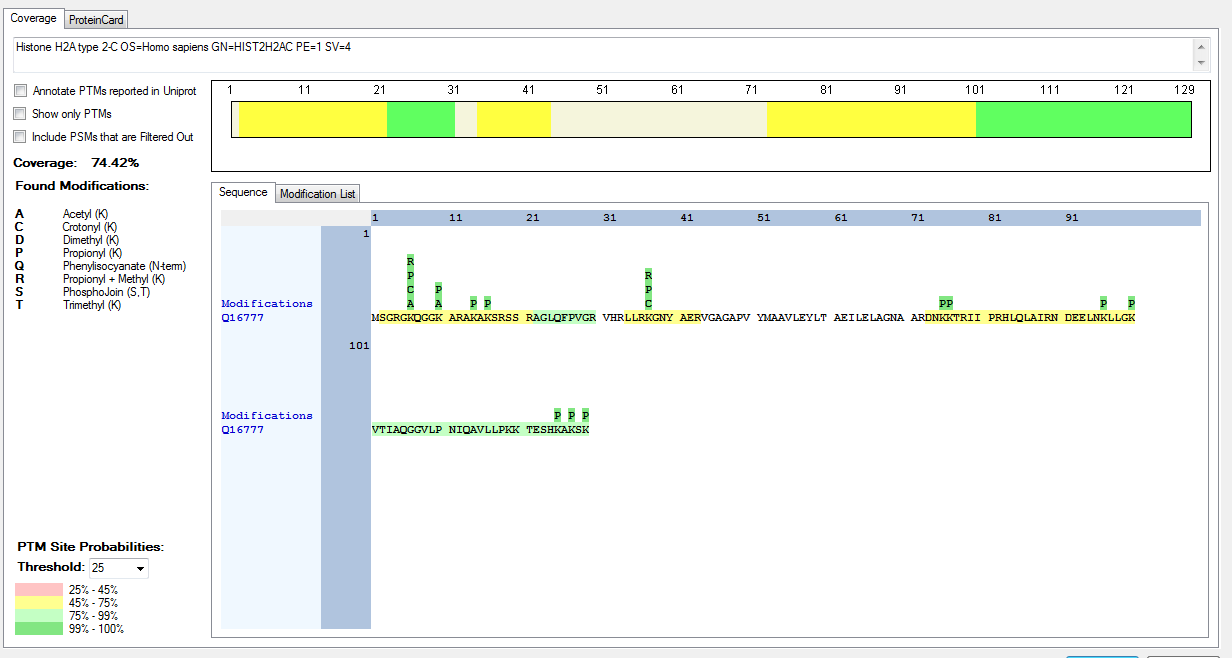 Coverage ProteinCard
Histone H2A type 2-C OS=Homo sapiens GN=HIST2H2AC PE=1 SV=4
Annotate PTMs reported in Uniprot
Show only PTMs
Include PSMs that are Filtered Out
Coverage: 74.42%
Found Modifications:
A Acetyl (K)
C Crotonyl (K)
D Dimethyl (K)
P Propionyl (K)
Q Phenylisocyanate (N-term)
R Propionyl + Methyl (K)
S PhosphoJoin (S,T)
T Trimethyl (K)
PTM Site Probabilities:
Threshold: 25
25% - 45%
45% - 75%
75% - 99%
99% - 100%
1 11 21 31 41 51 61 71 81 91 101 111 121 129
Sequence Modification List
1 11 21 31 41 51 61 71 81 91
1
R
P R
C P P
Modifications A A P P C PP P P
Q16777 MSGRGKQGGK ARAKAKSRSS RAGLQFPVGR VHRLLRKGNY AERVGAGAPV YMAAVLEYLT AEILELAGNA ARDNKKTRII PRHLQLAIRN DEELNKLLGK
101
Modifications P P P
Q16777 VTIAQGGVLP NIQAVLLPKK TESHKAKSK